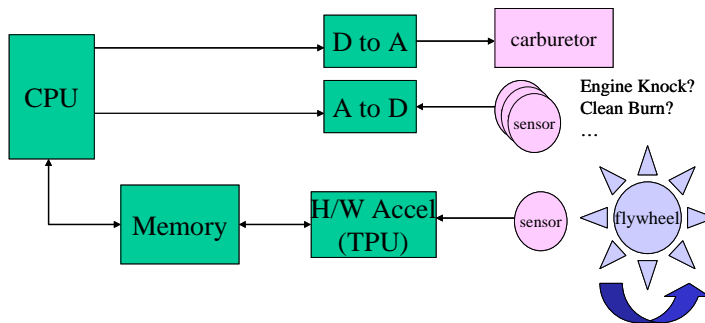 D to A
carburetor
CPU
A to D
sensor
Engine Knock?
Clean Burn?
…
Memory
H/W Accel
(TPU)
sensor
flywheel